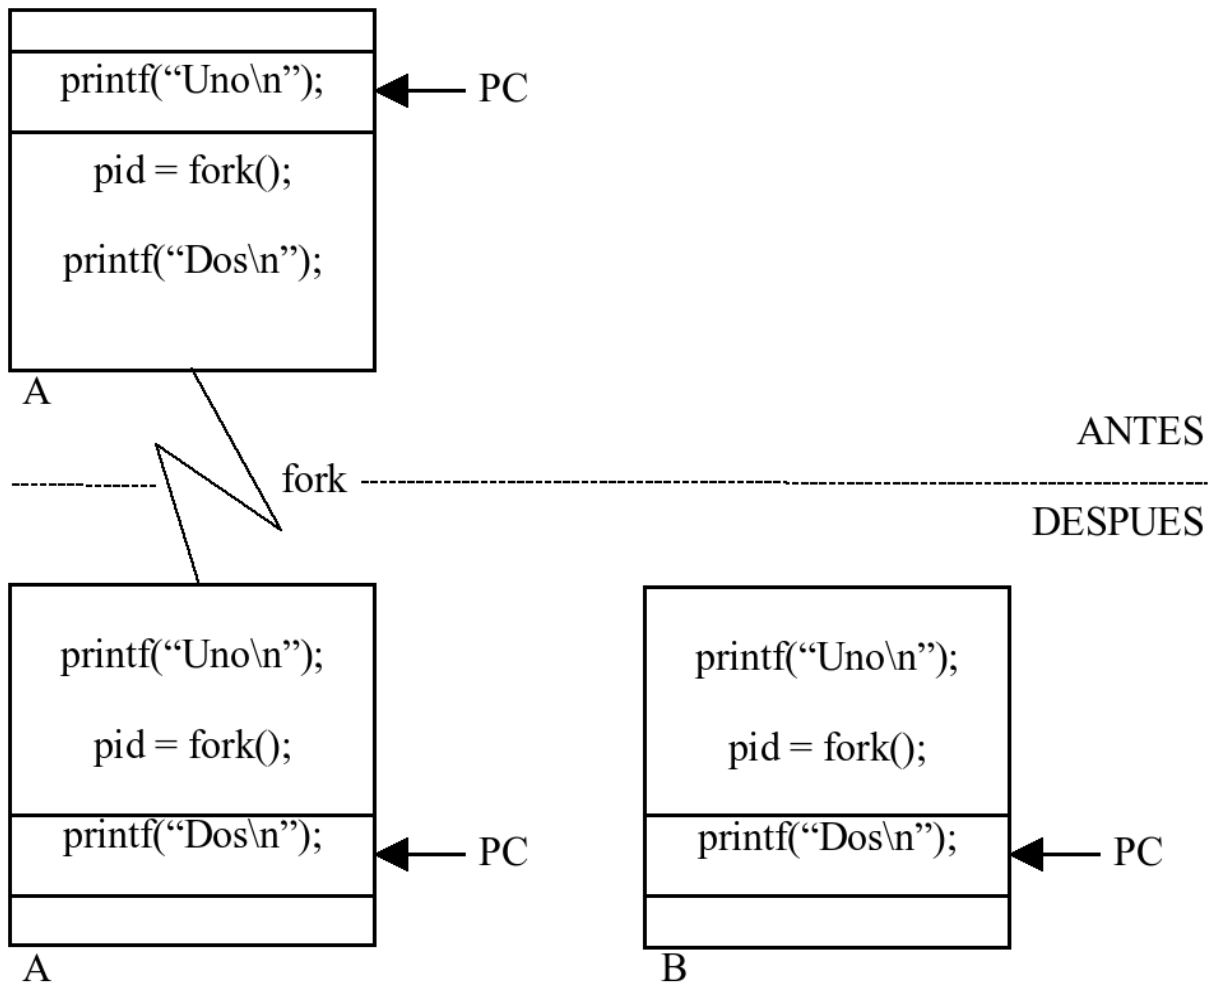 printf(“Uno\n”);
PC
pid = fork();
printf(“Dos\n”);
A
ANTES
fork
DESPUES
printf(“Uno\n”);
pid = fork();
printf(“Dos\n”);
PC
A
printf(“Uno\n”);
pid = fork();
printf(“Dos\n”);
PC
B